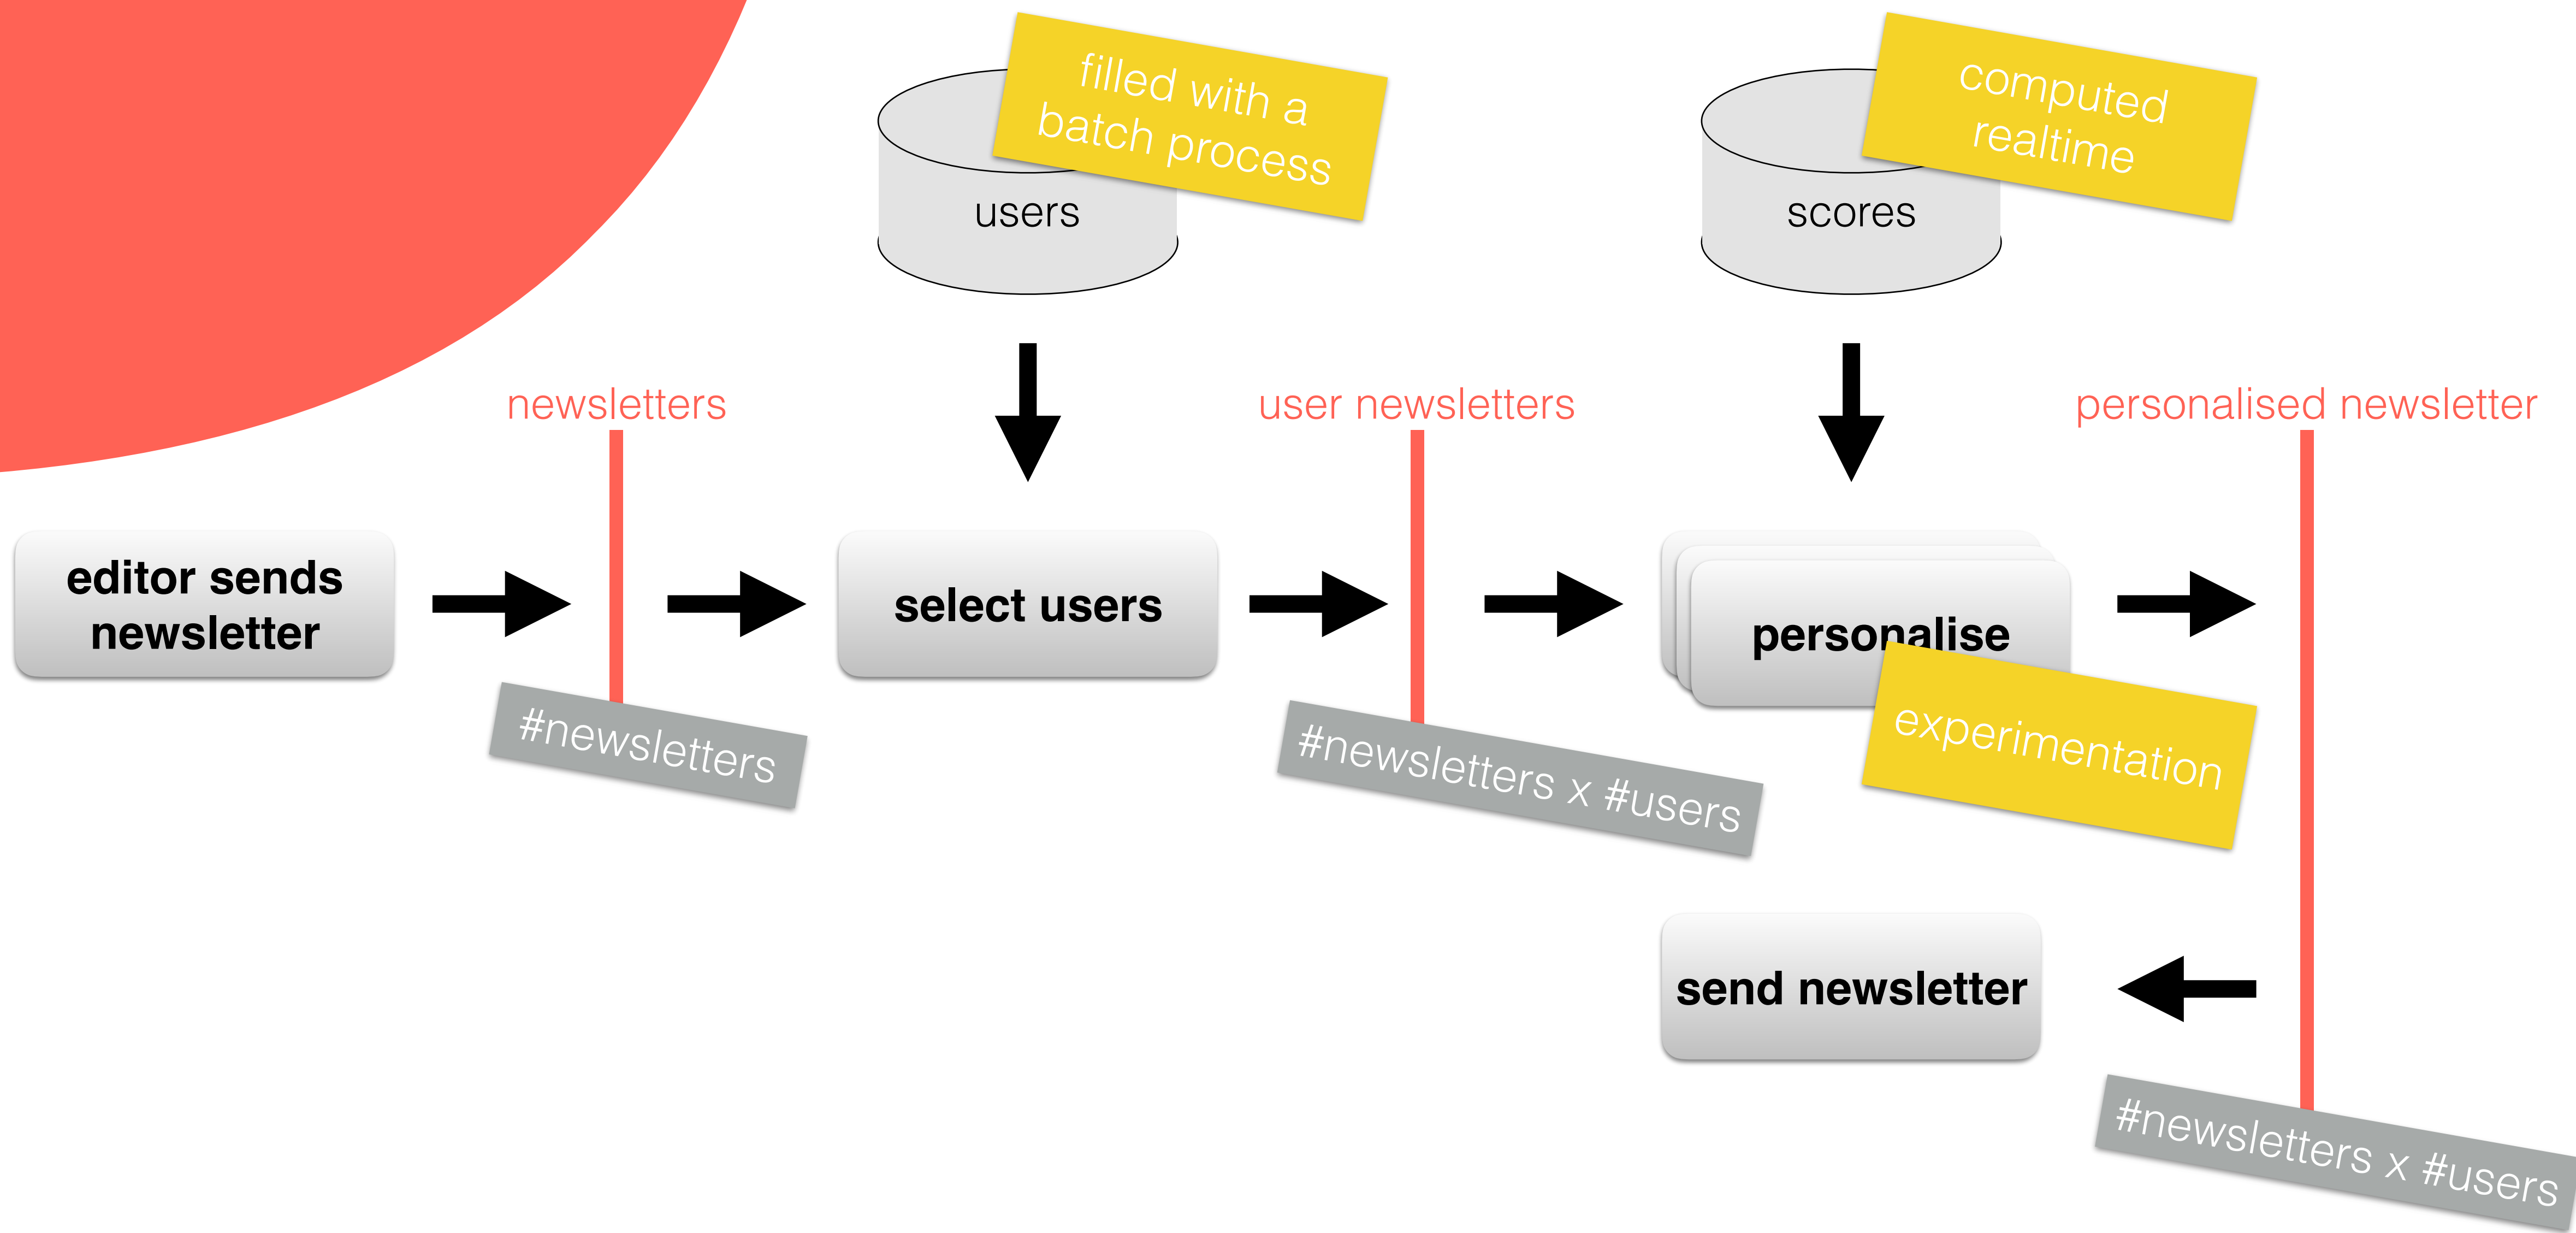 filled with a
batch process
users
computed
realtime
scores
newsletters
user newsletters
personalised newsletter
editor sends
newsletter
select users
personalise
experimentation
#newsletters
#newsletters x #users
send newsletter
#newsletters x #users